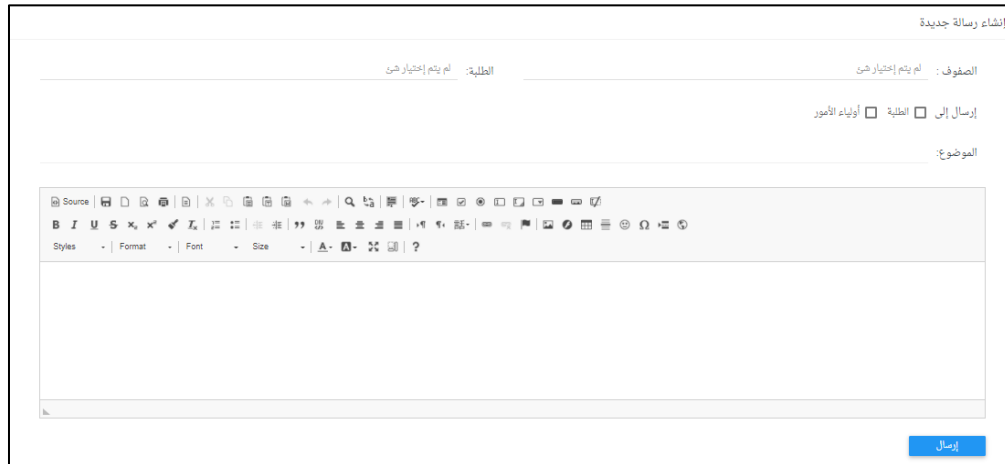 إنشاء رسالة جديدة
الصفوف : لم يتم إختيار شئ الطلبة: لم يتم إختيار شئ
إرسال إلى الطلبة أولياء الأمور
الموضوع:
Source
B I U S x₂ x² Tx Ω
Styles Format Font Size A A ?
إرسال